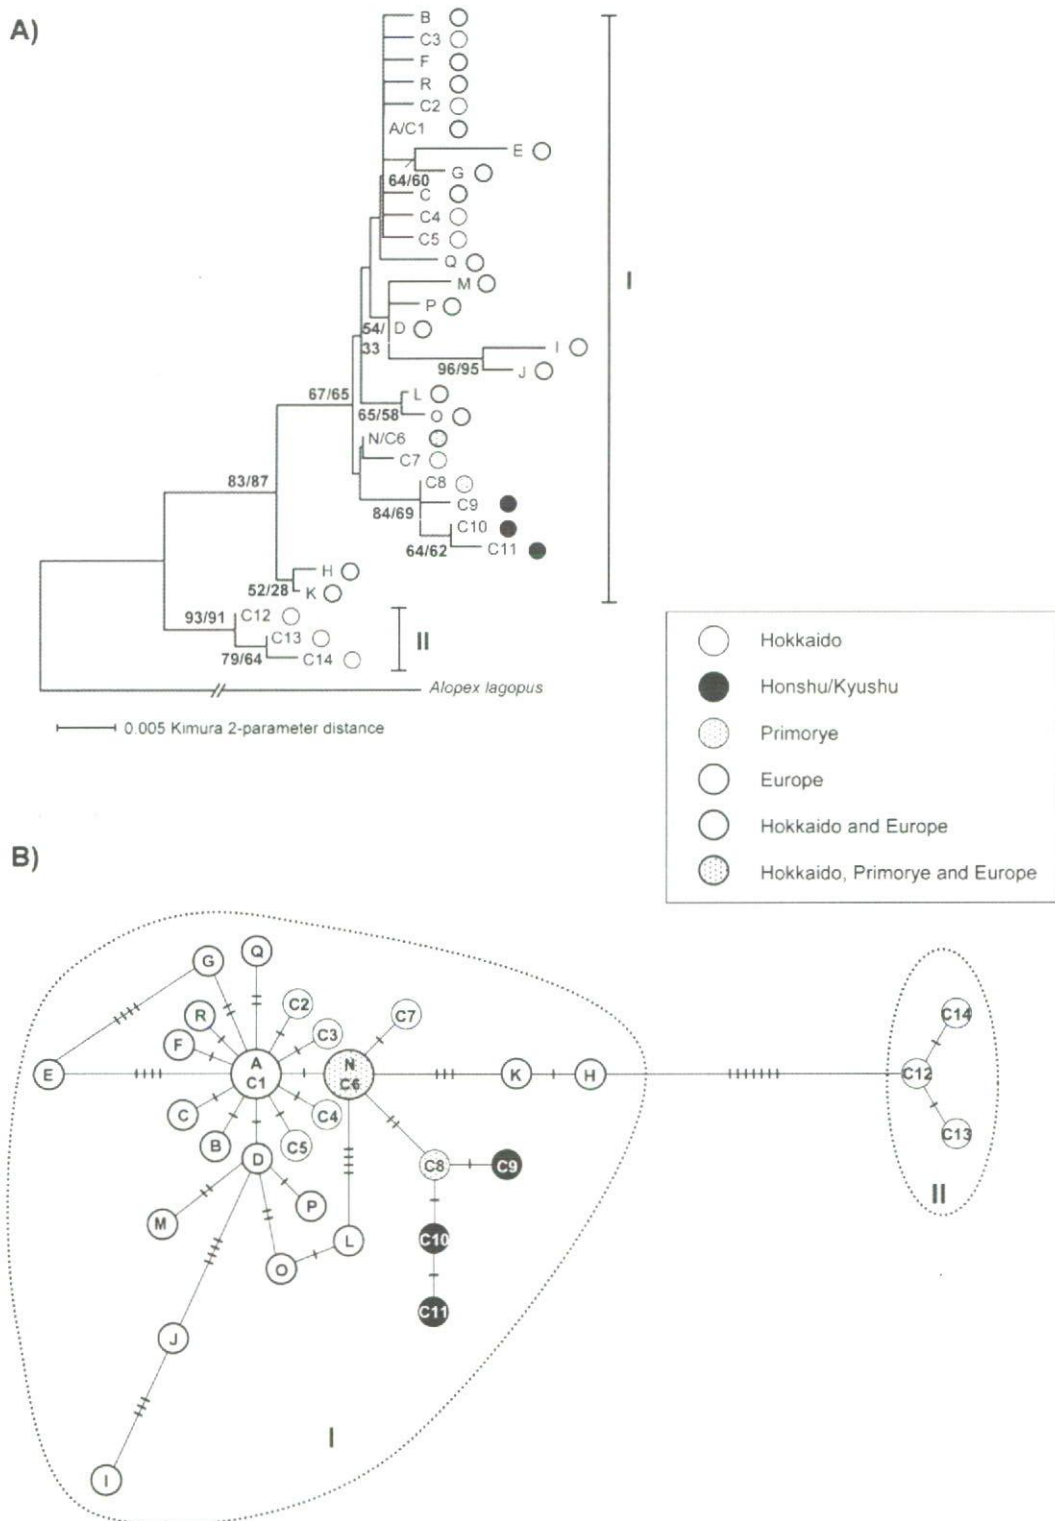 A)
B
C3
F
R
C2
A/C1
E
G
64/60
C
C4
C5
Q
M
P
54/
33
D
I
96/95
J
67/65
L
65/58
O
N/C6
C7
83/87
C8
C9
84/69
C10
64/62
C11
H
52/28
K
I
93/91
C12
C13
79/64
C14
II
Alopex lagopus
0.005 Kimura 2-parameter distance
Hokkaido
Honshu/Kyushu
Primorye
Europe
Hokkaido and Europe
Hokkaido, Primorye and Europe
B)
G
Q
R
C2
C7
F
C3
C14
E
A
C1
N
C6
K
H
C12
C
C4
B
C5
C13
D
C8
C9
M
P
II
O
L
C10
C11
J
I
I